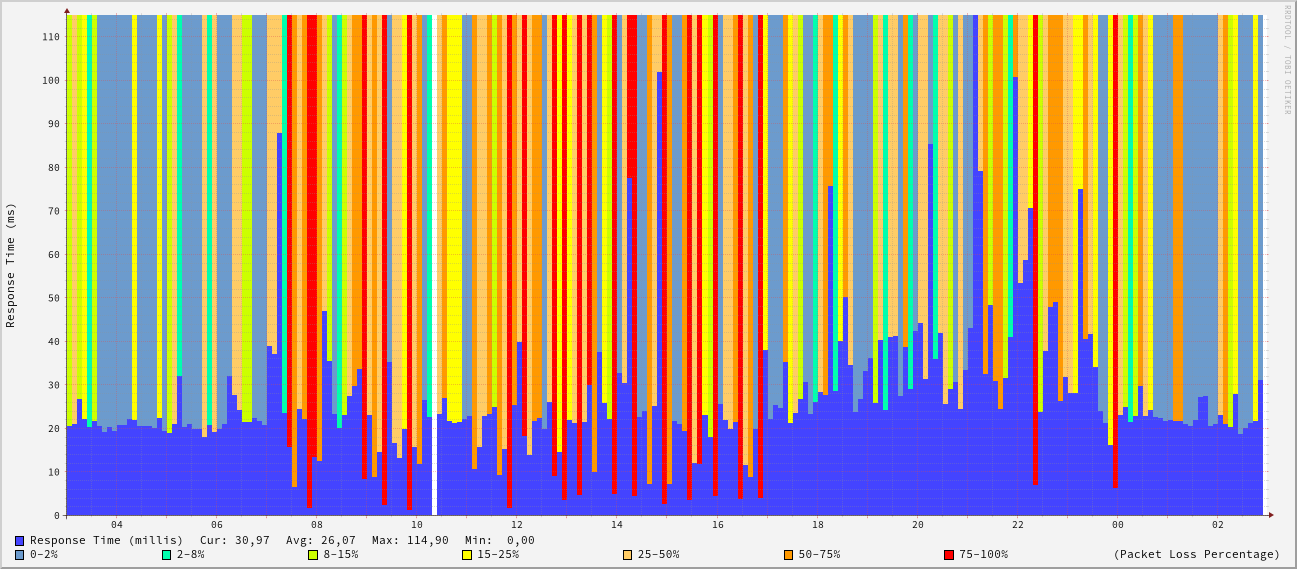 RRDTOOL / TOBI OETIKER
Response Time (ms)
110
100
90
80
70
60
50
40
30
20
10
0
04 06 08 10 12 14 16 18 20 22 00 02
Response Time (millis) Cur: 30,97 Avg: 26,07 Max: 114,90 Min: 0,00
0-2% 2-8% 8-15% 15-25% 25-50% 50-75% 75-100% (Packet Loss Percentage)